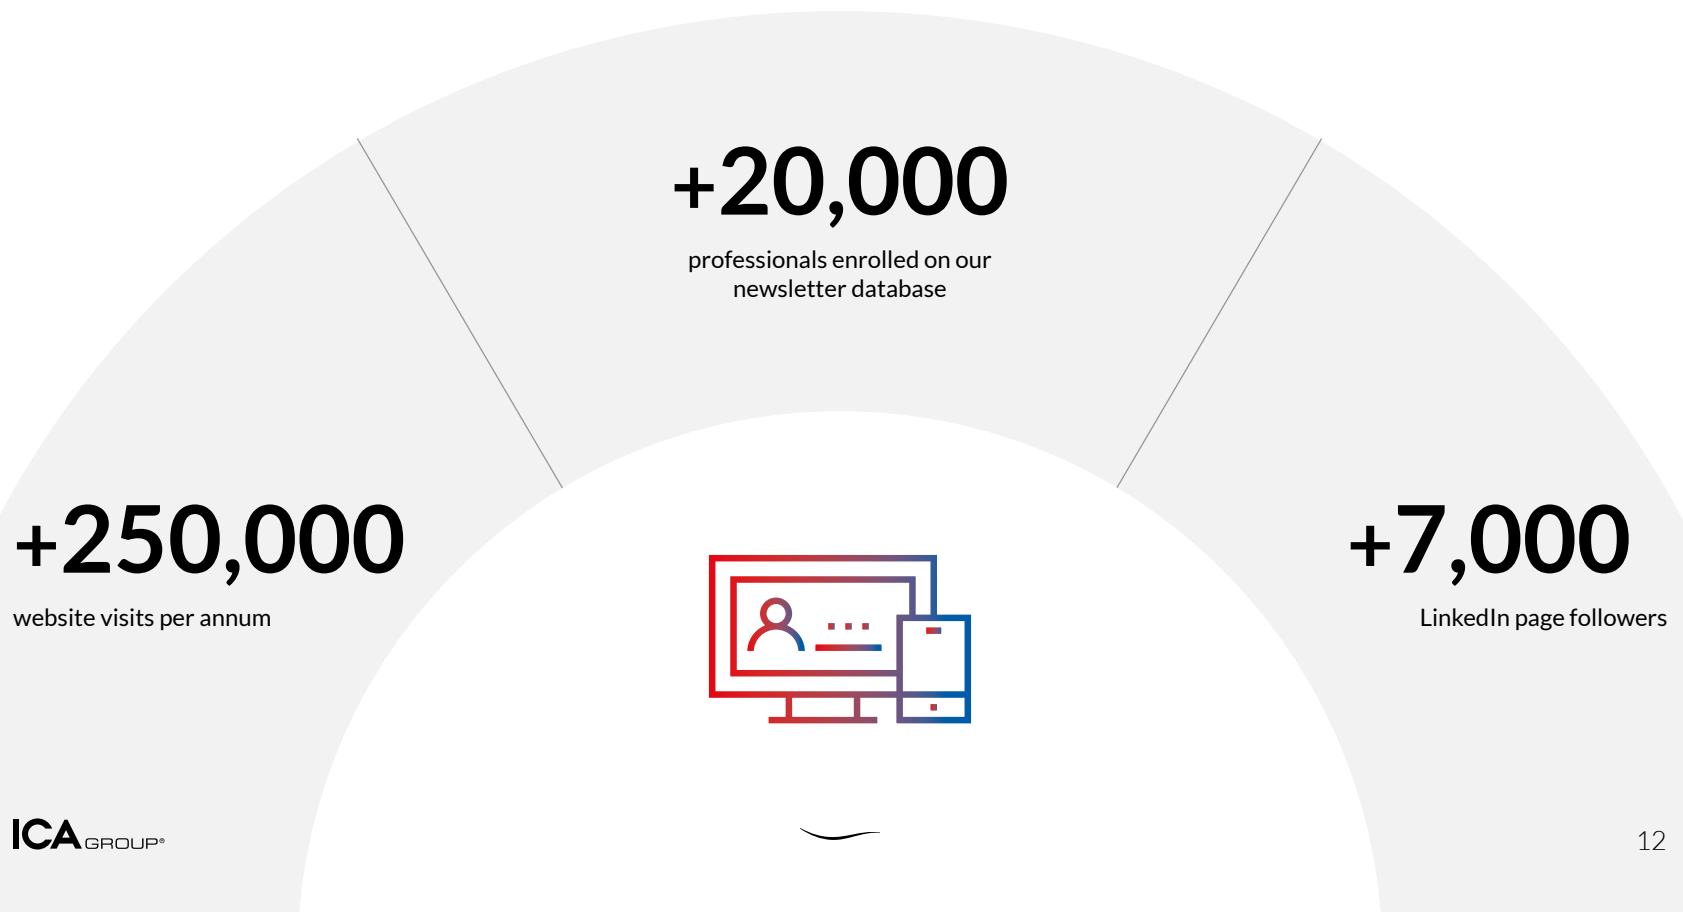 +20,000
professionals enrolled on our
newsletter database
+250,000
website visits per annum
+7,000
LinkedIn page followers
ICA GROUP®
12